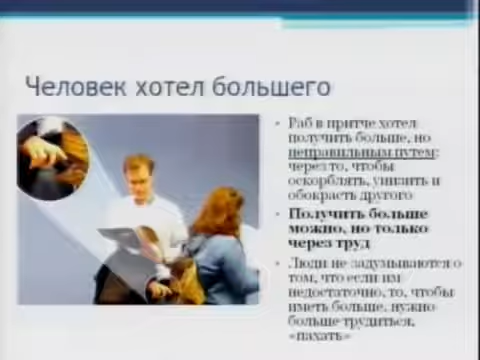 Человек хотел большего
Раб в притче хотел
получить больше, но
неправильным путем:
через то, чтобы
оскорблять, унизить и
обокрасть другого
Получить больше
можно, но только
через труд
Люди не задумываются о
том, что если им
недостаточно, то, чтобы
иметь больше, нужно
больше трудиться,
«пахать»